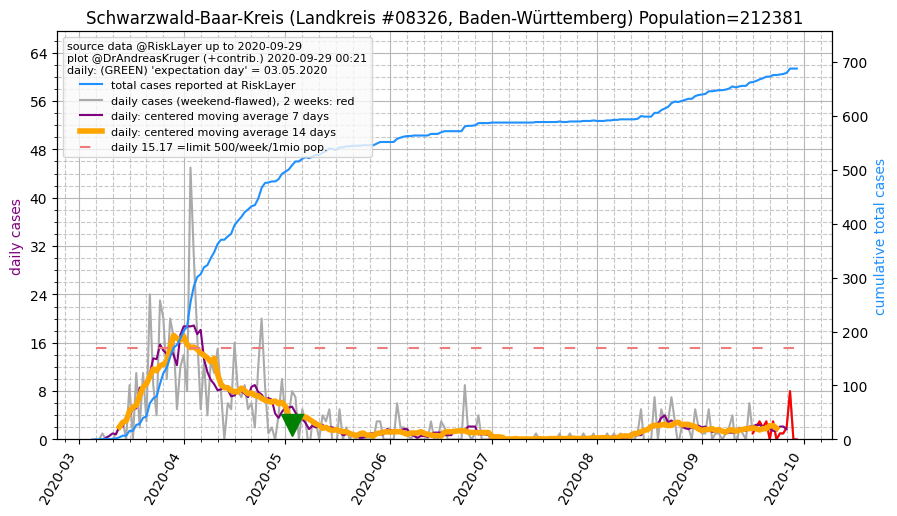 Schwarzwald-Baar-Kreis (Landkreis #08326, Baden-Württemberg) Population=212381
source data @RiskLayer up to 2020-09-29
plot @DrAndreasKruger (+contrib.) 2020-09-29 00:21
daily: (GREEN) 'expectation day' = 03.05.2020
total cases reported at RiskLayer
daily cases (weekend-flawed), 2 weeks: red
daily: centered moving average 7 days
daily: centered moving average 14 days
daily 15.17 =limit 500/week/1mio pop.
daily cases
64
56
48
40
32
24
16
8
0
cumulative total cases
700
600
500
400
300
200
100
0
2020-03
2020-04
2020-05
2020-06
2020-07
2020-08
2020-09
2020-10